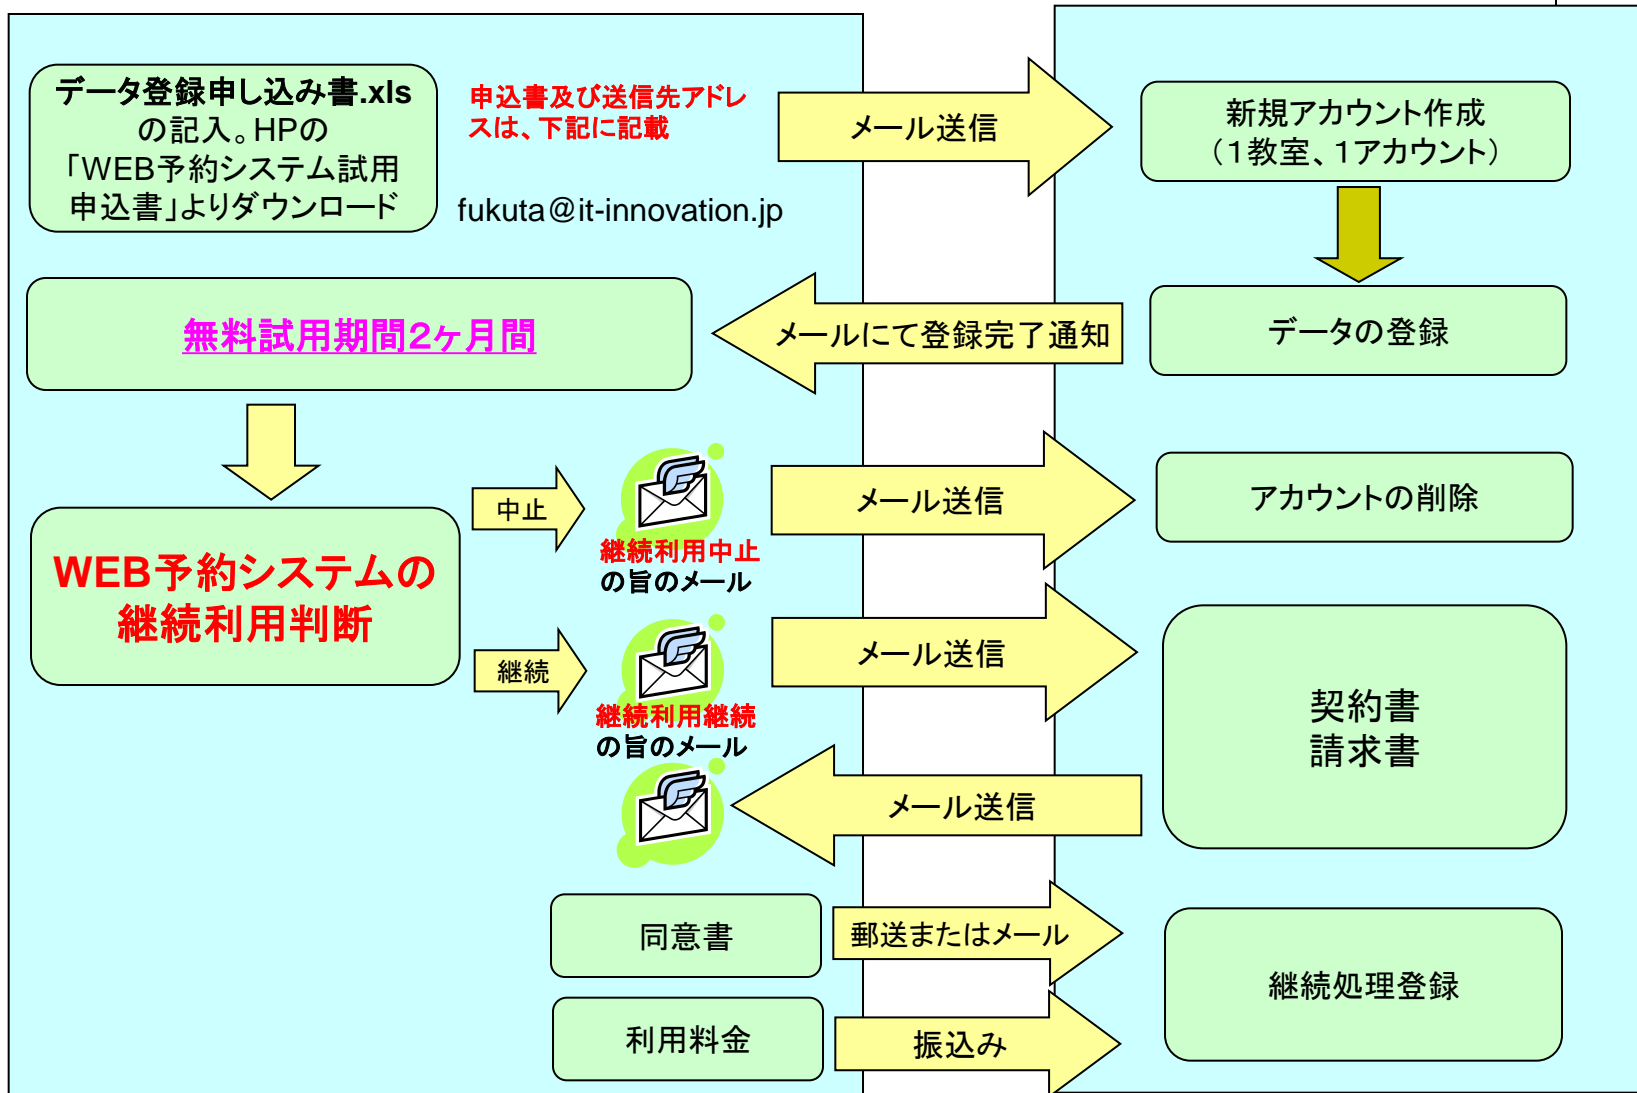 データ登録申し込み書.xls
の記入。HPの
「WEB予約システム試用
申込書」よりダウンロード
申込書及び送信先アドレ
スは、下記に記載
fukuta@it-innovation.jp
メール送信
新規アカウント作成
（1教室、1アカウント）
無料試用期間2ヶ月間
メールにて登録完了通知
データの登録
WEB予約システムの
継続利用判断
中止
継続利用中止
の旨のメール
メール送信
アカウントの削除
継続
継続利用継続
の旨のメール
メール送信
契約書
請求書
メール送信
同意書
郵送またはメール
継続処理登録
利用料金
振込み